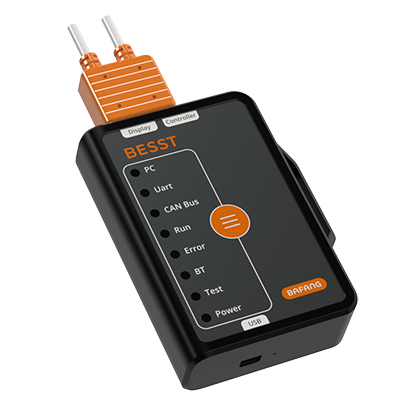 Display Controller
BESST
PC
Uart
CAN Bus
Run
Error
BT
Test
Power
BAFANG
USB